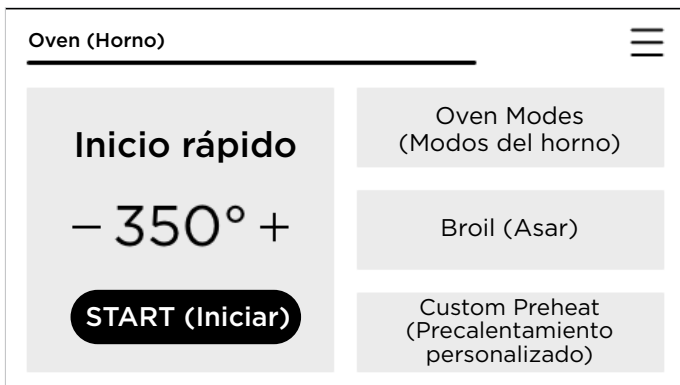 Oven (Horno)
Inicio rápido
− 350° +
START (Iniciar)
Oven Modes
(Modos del horno)
Broil (Asar)
Custom Preheat
(Precalentamiento
personalizado)